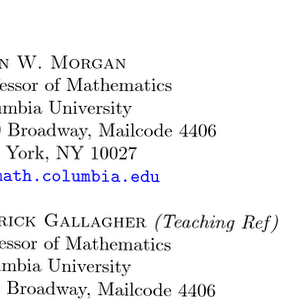 N W. MORGAN
essor of Mathematics
umbia University
Broadway, Mailcode 4406
York, NY 10027
math.columbia.edu
RICK GALLAGHER (Teaching Ref)
essor of Mathematics
umbia University
Broadway, Mailcode 4406